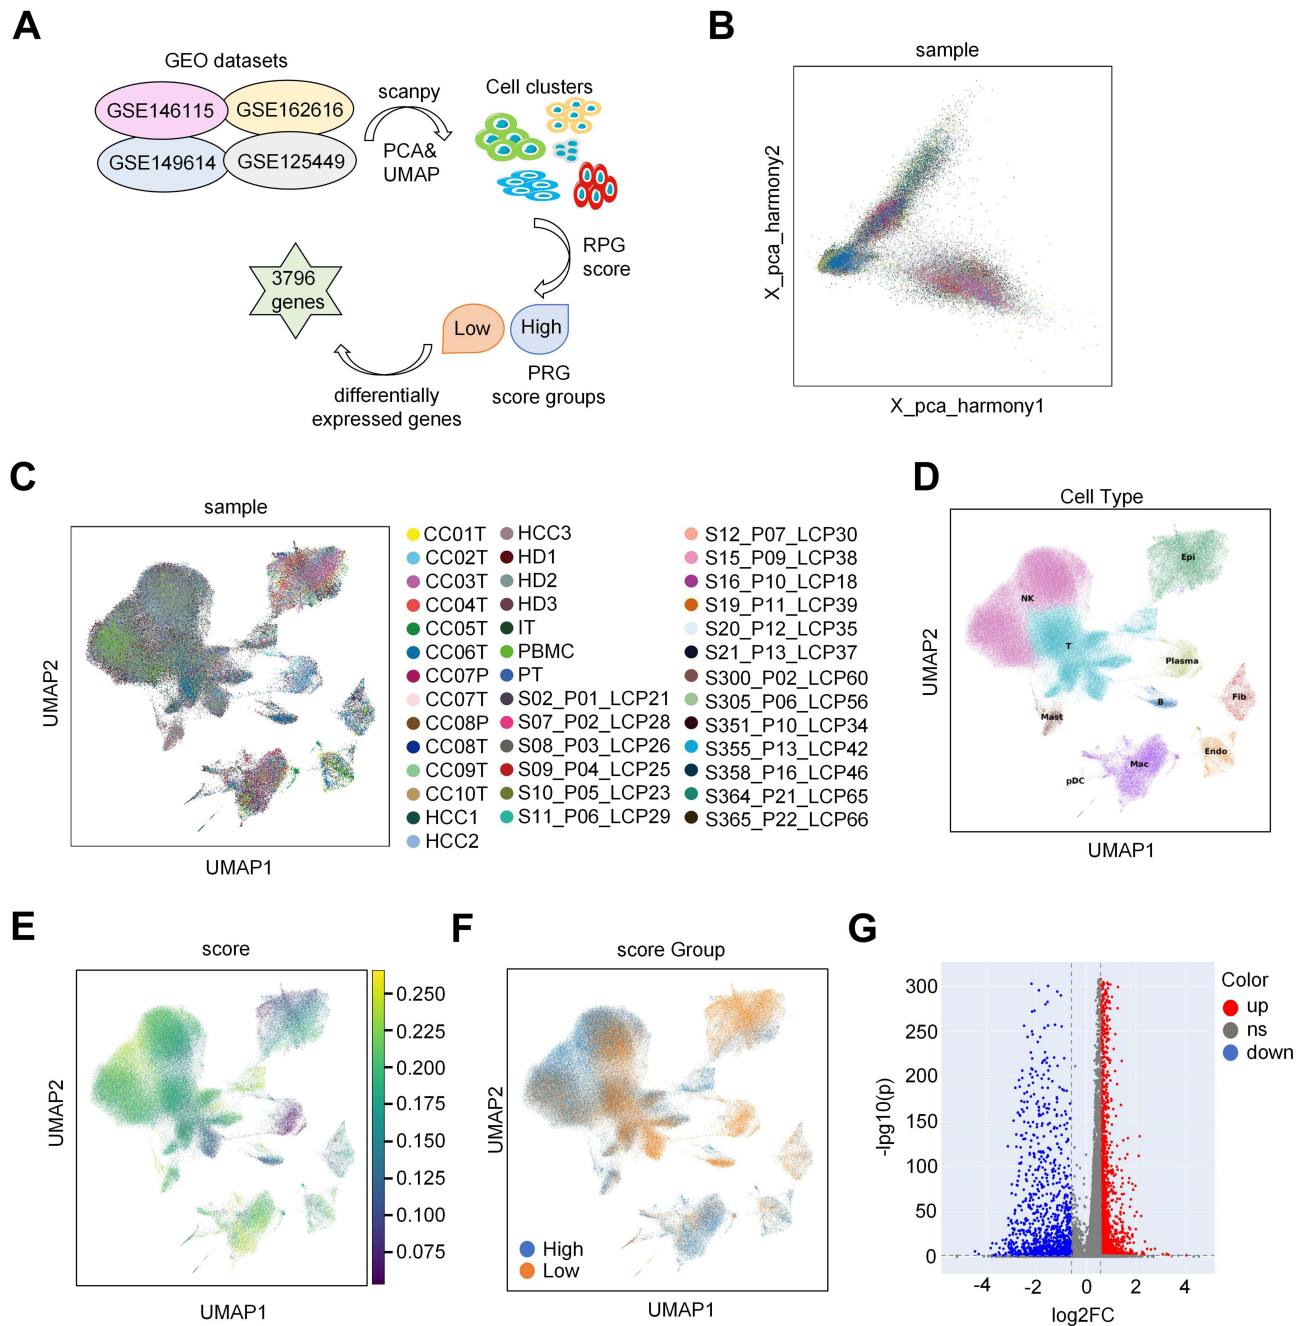 A
GEO datasets
GSE146115
GSE162616
GSE149614
GSE125449
scanpy
PCA&
UMAP
Cell clusters
RPG
score
Low
High
PRG
score groups
differentially
expressed genes
3796
genes
B
sample
X_pca_harmony2
X_pca_harmony1
C
sample
UMAP2
UMAP1
CC01T
CC02T
CC03T
CC04T
CC05T
CC06T
CC07P
CC07T
CC08P
CC08T
CC09T
CC10T
HCC1
HCC2
HCC3
HD1
HD2
HD3
IT
PBMC
PT
S02_P01_LCP21
S07_P02_LCP28
S08_P03_LCP26
S09_P04_LCP25
S10_P05_LCP23
S11_P06_LCP29
S12_P07_LCP30
S15_P09_LCP38
S16_P10_LCP18
S19_P11_LCP39
S20_P12_LCP35
S21_P13_LCP37
S300_P02_LCP60
S305_P06_LCP56
S351_P10_LCP34
S355_P13_LCP42
S358_P16_LCP46
S364_P21_LCP65
S365_P22_LCP66
D
Cell Type
UMAP2
UMAP1
Epi
NK
T
Plasma
Fib
B
Mast
Endo
Mac
pDC
E
score
UMAP2
UMAP1
0.250
0.225
0.200
0.175
0.150
0.125
0.100
0.075
F
score Group
UMAP2
UMAP1
High
Low
G
-lpg10(p)
300
250
200
150
100
50
0
-4
-2
0
2
4
log2FC
Color
up
ns
down